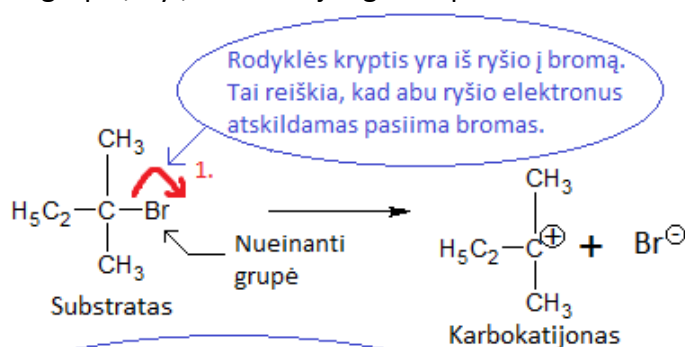 Rodyklės kryptis yra iš ryšio į bromą.
Tai reiškia, kad abu ryšio elektronus
atskildamas pasiima bromas.
CH3
1.
H5C2—C—Br
CH3
Substratas
Nueinanti
grupė
CH3
H5C2—C⊕ + Br⊖
CH3
Karbokatijonas